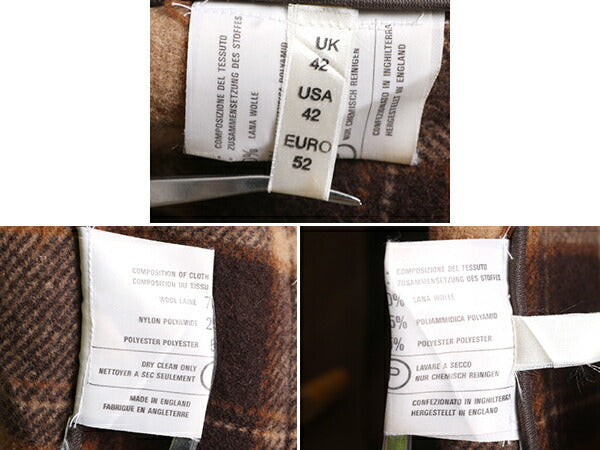 COMPOSIZIONE DEL TESSUTO
ZUSAMMENSETZUNG DES STOFFES
LANA WOLLE
POLYAMID
UK
42
USA
42
EURO
52
NUR CHEMISCH REINIGEN
CONFEZIONATO IN INGHILTERRA
HERGESTELLT IN ENGLAND
COMPOSITION OF CLOTH
COMPOSITION DU TISSU
WOOL LAINE
NYLON POLYAMIDE
POLYESTER POLYESTER
DRY CLEAN ONLY
NETTOYER A SEC SEULEMENT
MADE IN ENGLAND
FABRIQUE EN ANGLETERRE
COMPOSIZIONE DEL TESSUTO
ZUSAMMENSETZUNG DES STOFFES
0% LANA WOLLE
5% POLIAMMIDICA POLYAMID
% POLYESTER POLYESTER
P LAVARE A SECCO
NUR CHEMISCH REINIGEN
CONFEZIONATO IN INGHILTERRA
HERGESTELLT IN ENGLAND